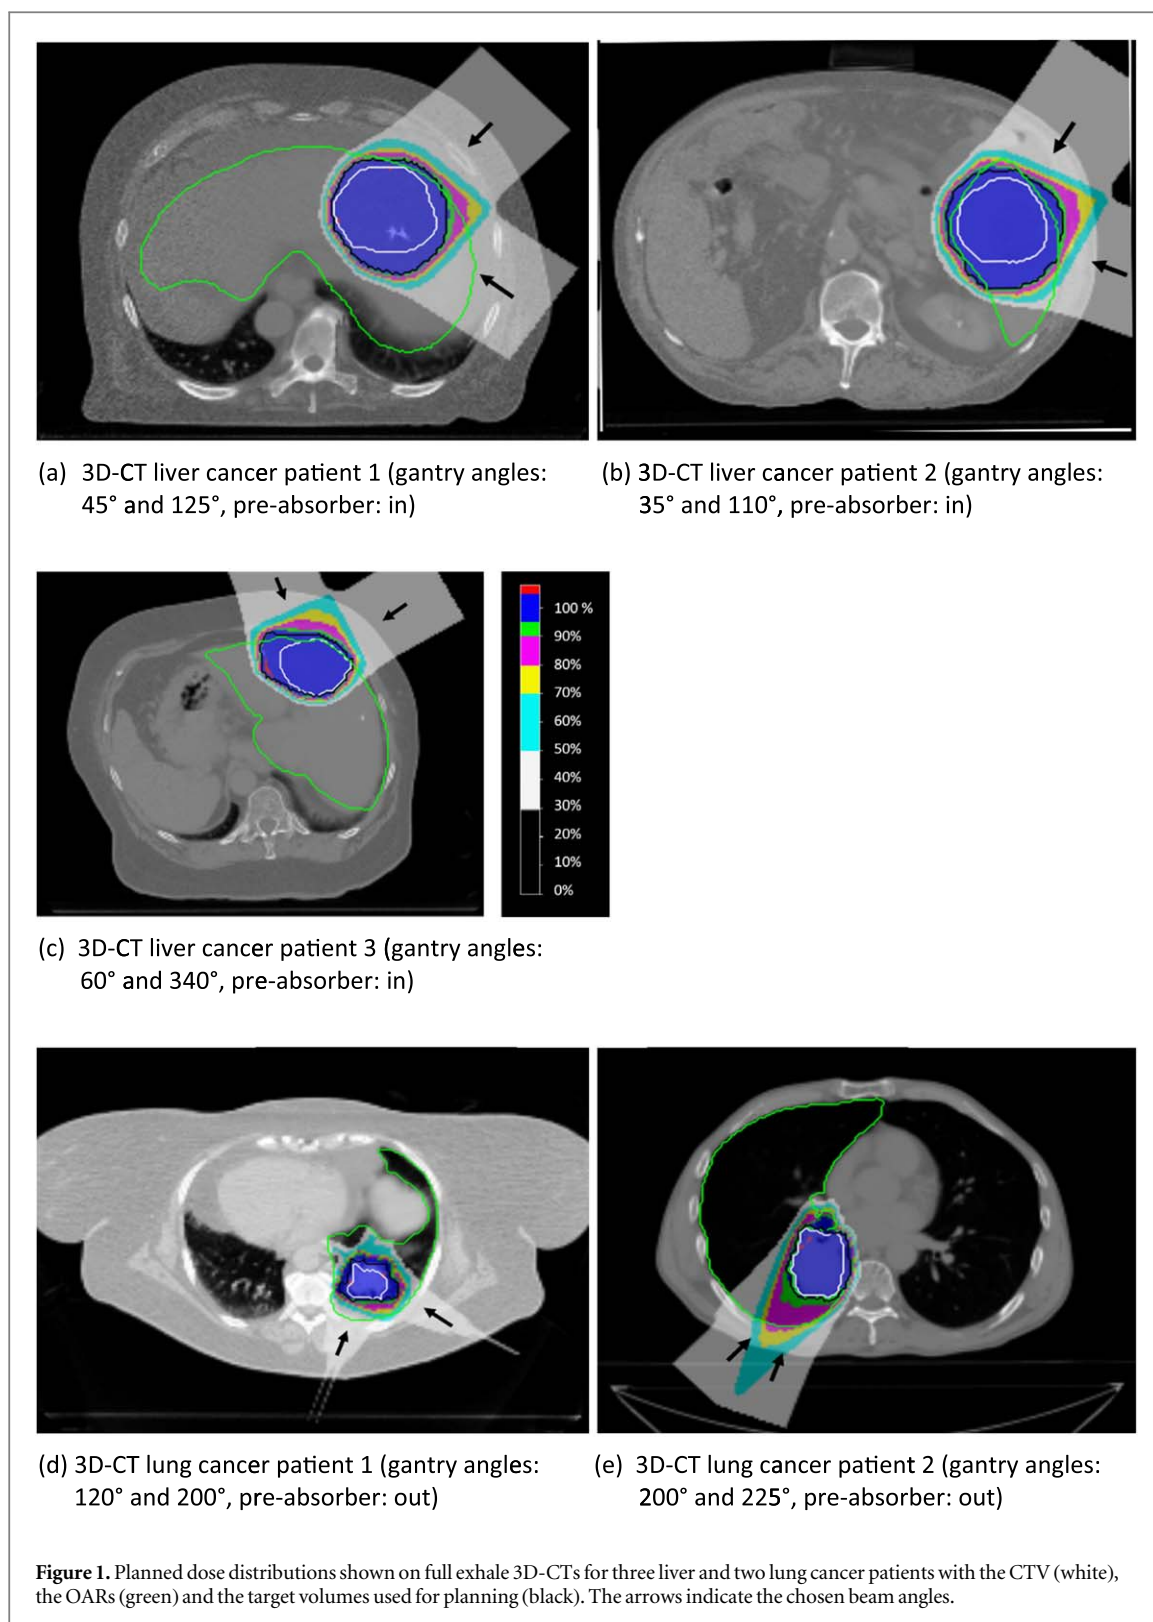 (a) 3D-CT liver cancer patient 1 (gantry angles:
45° and 125°, pre-absorber: in)
(b) 3D-CT liver cancer patient 2 (gantry angles:
35° and 110°, pre-absorber: in)
100 %
90%
80%
70%
60%
50%
40%
30%
20%
10%
0%
(c) 3D-CT liver cancer patient 3 (gantry angles:
60° and 340°, pre-absorber: in)
(d) 3D-CT lung cancer patient 1 (gantry angles:
120° and 200°, pre-absorber: out)
(e) 3D-CT lung cancer patient 2 (gantry angles:
200° and 225°, pre-absorber: out)
Figure 1. Planned dose distributions shown on full exhale 3D-CTs for three liver and two lung cancer patients with the CTV (white),
the OARs (green) and the target volumes used for planning (black). The arrows indicate the chosen beam angles.